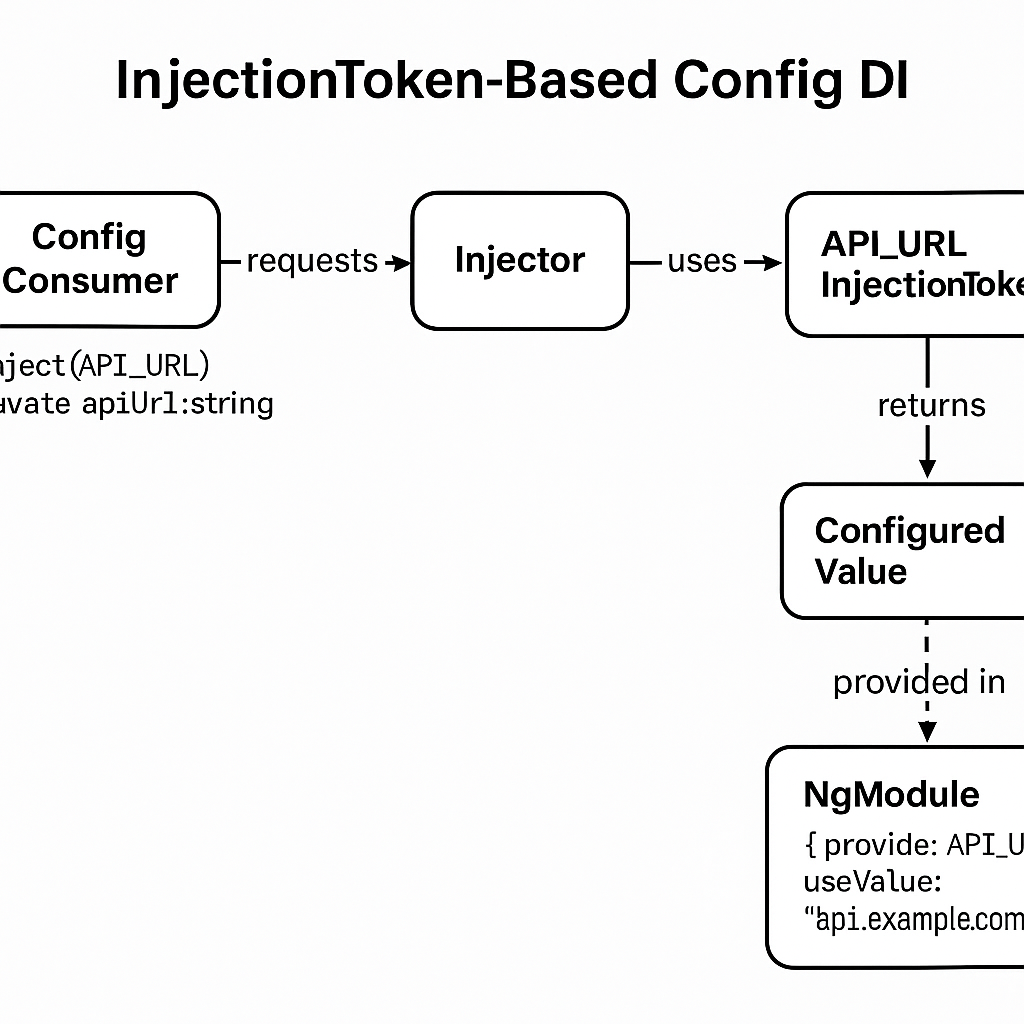 InjectionToken-Based Config DI
Config
Consumer
requests
Injector
uses
API_URL
InjectionToke
ject(API_URL)
vate apiUrl:string
returns
Configured
Value
provided in
NgModule
{ provide: API_U
useValue:
“api.example.com